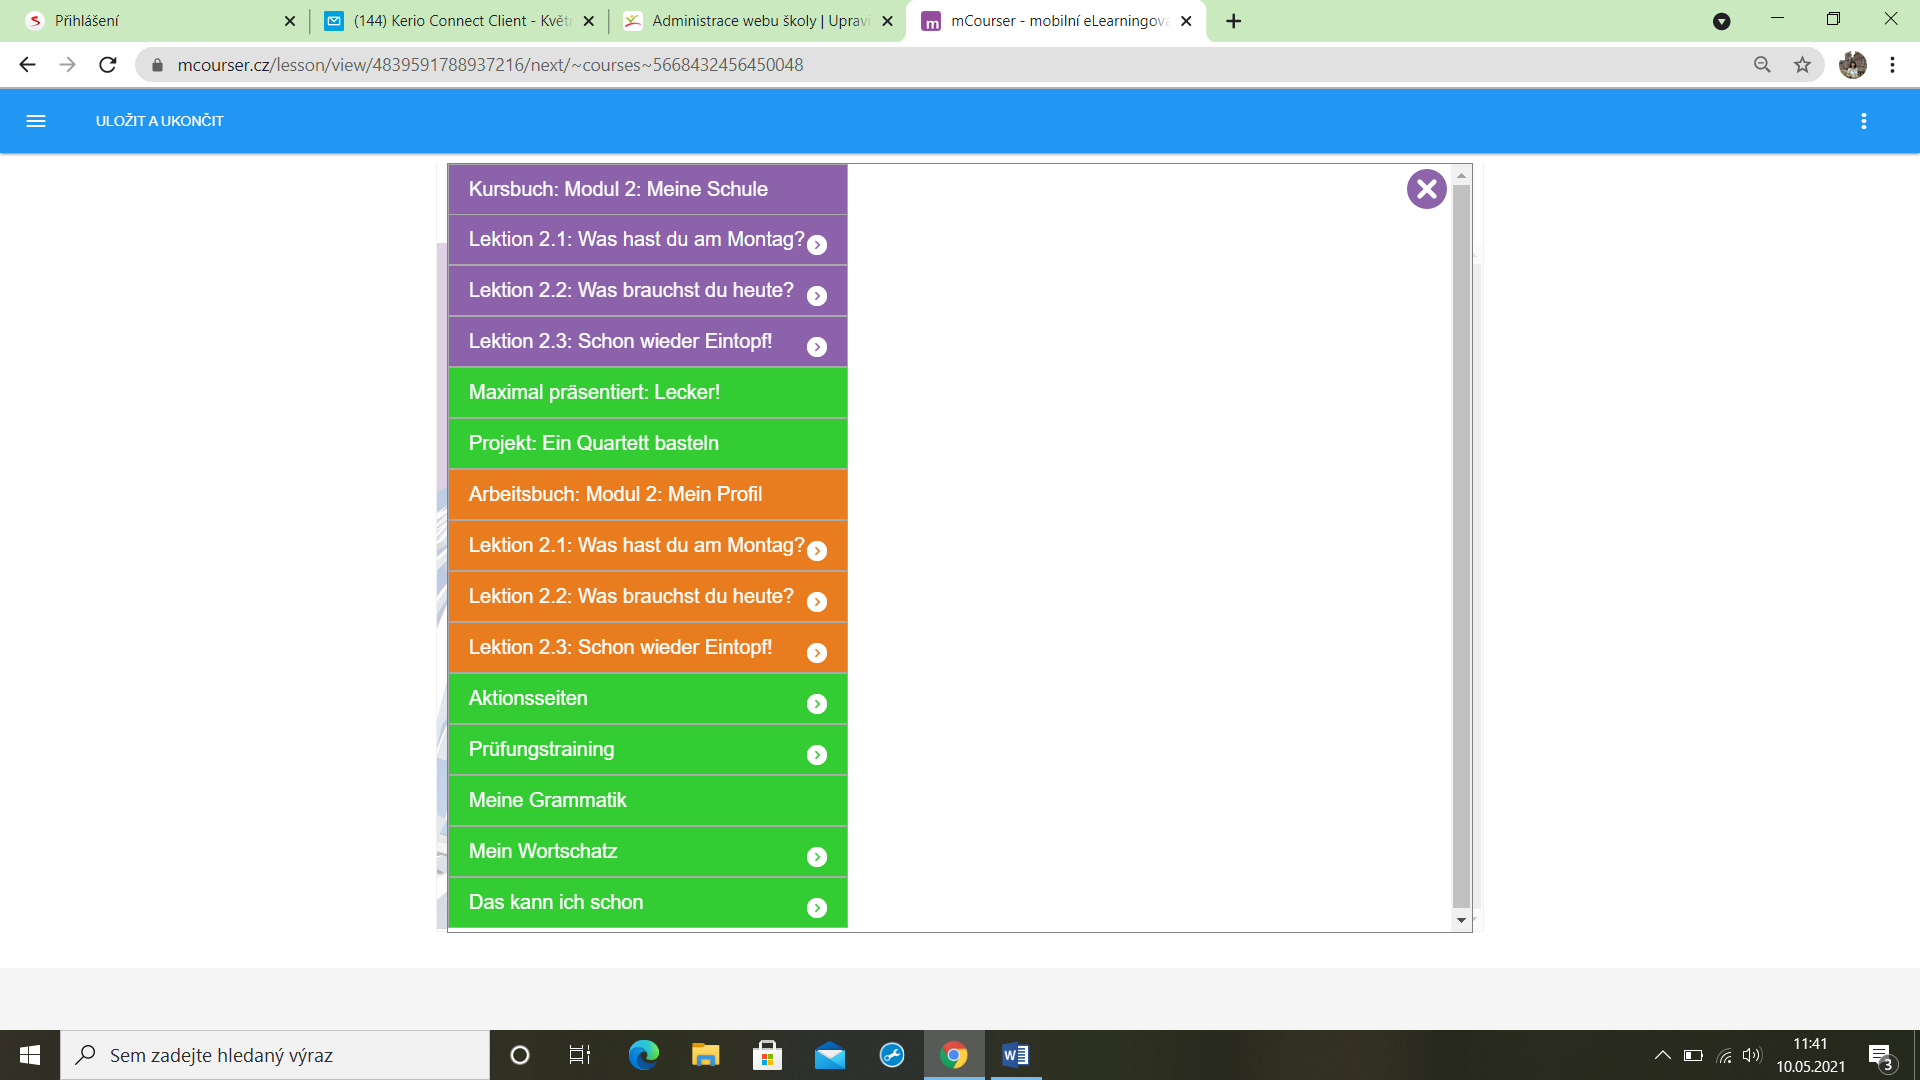 Přihlášení
(144) Kerio Connect Client - Květ
Administrace webu školy | Uprav
mCourser - mobilní eLearningov
mcourser.cz/lesson/view/4839591788937216/next/~courses~5668432456450048
ULOŽIT A UKONČIT
Kursbuch: Modul 2: Meine Schule
Lektion 2.1: Was hast du am Montag?
Lektion 2.2: Was brauchst du heute?
Lektion 2.3: Schon wieder Eintopf!
Maximal präsentiert: Lecker!
Projekt: Ein Quartett basteln
Arbeitsbuch: Modul 2: Mein Profil
Lektion 2.1: Was hast du am Montag?
Lektion 2.2: Was brauchst du heute?
Lektion 2.3: Schon wieder Eintopf!
Aktionsseiten
Prüfungstraining
Meine Grammatik
Mein Wortschatz
Das kann ich schon
Sem zadejte hledaný výraz
11:41
10.05.2021
3